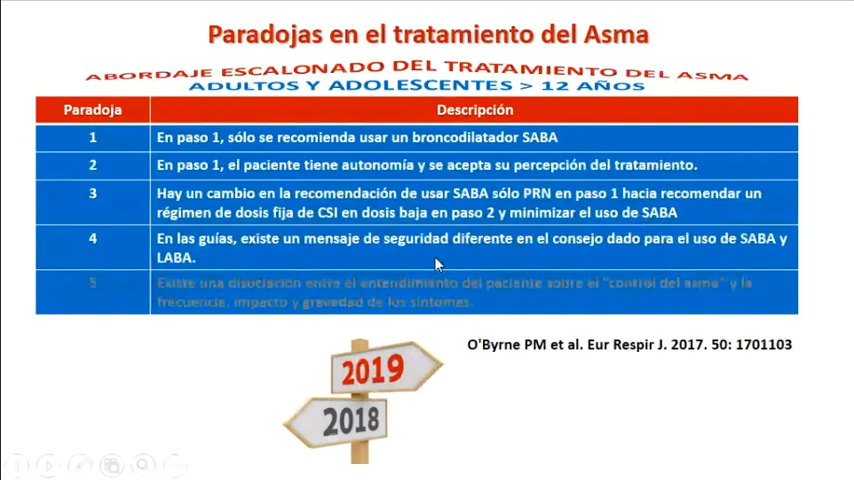 Paradojas en el tratamiento del Asma
ABORDAJE ESCALONADO DEL TRATAMIENTO DEL ASMA
ADULTOS Y ADOLESCENTES > 12 AÑOS
Paradoja Descripción
1 En paso 1, sólo se recomienda usar un broncodilatador SABA
2 En paso 1, el paciente tiene autonomía y se acepta su percepción del tratamiento.
3 Hay un cambio en la recomendación de usar SABA sólo PRN en paso 1 hacia recomendar un
régimen de dosis fija de CSI en dosis baja en paso 2 y minimizar el uso de SABA
4 En las guías, existe un mensaje de seguridad diferente en el consejo dado para el uso de SABA y
LABA.
5 Existe una disociación entre el entendimiento del paciente sobre el "control del asma" y la
frecuencia, impacto y gravedad de los síntomas.
O'Byrne PM et al. Eur Respir J. 2017. 50: 1701103
2019
2018